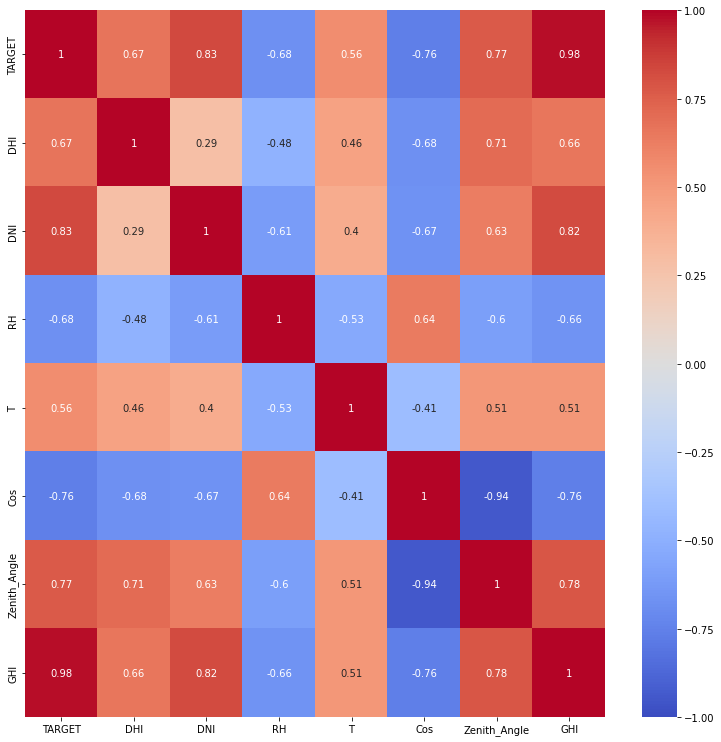 TARGET 1 0.67 0.83 -0.68 0.56 -0.76 0.77 0.98
DHI 0.67 1 0.29 -0.48 0.46 -0.68 0.71 0.66
DNI 0.83 0.29 1 -0.61 0.4 -0.67 0.63 0.82
RH -0.68 -0.48 -0.61 1 -0.53 0.64 -0.6 -0.66
T 0.56 0.46 0.4 -0.53 1 -0.41 0.51 0.51
Cos -0.76 -0.68 -0.67 0.64 -0.41 1 -0.94 -0.76
Zenith_Angle 0.77 0.71 0.63 -0.6 0.51 -0.94 1 0.78
GHI 0.98 0.66 0.82 -0.66 0.51 -0.76 0.78 1
TARGET DHI DNI RH T Cos Zenith_Angle GHI
1.00
0.75
0.50
0.25
0.00
−0.25
−0.50
−0.75
−1.00